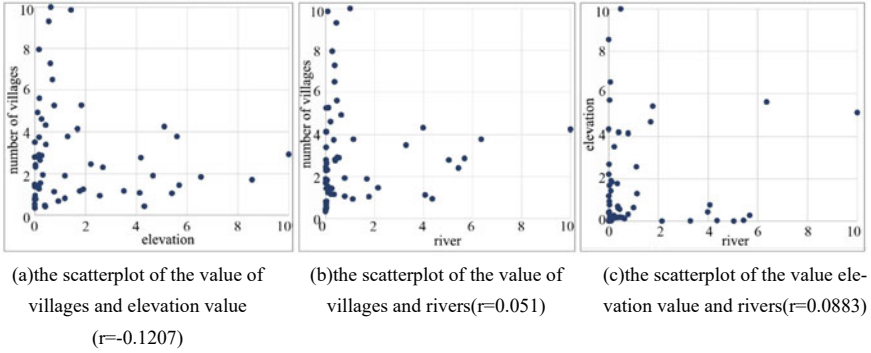 number of villages
10
8
6
4
2
0
0
2
4
6
8
10
elevation
number of villages
10
8
6
4
2
0
0
2
4
6
8
10
river
elevation
10
8
6
4
2
0
0
2
4
6
8
10
river
(a)the scatterplot of the value of
villages and elevation value
(r=-0.1207)
(b)the scatterplot of the value of
villages and rivers(r=0.051)
(c)the scatterplot of the value ele-
vation value and rivers(r=0.0883)